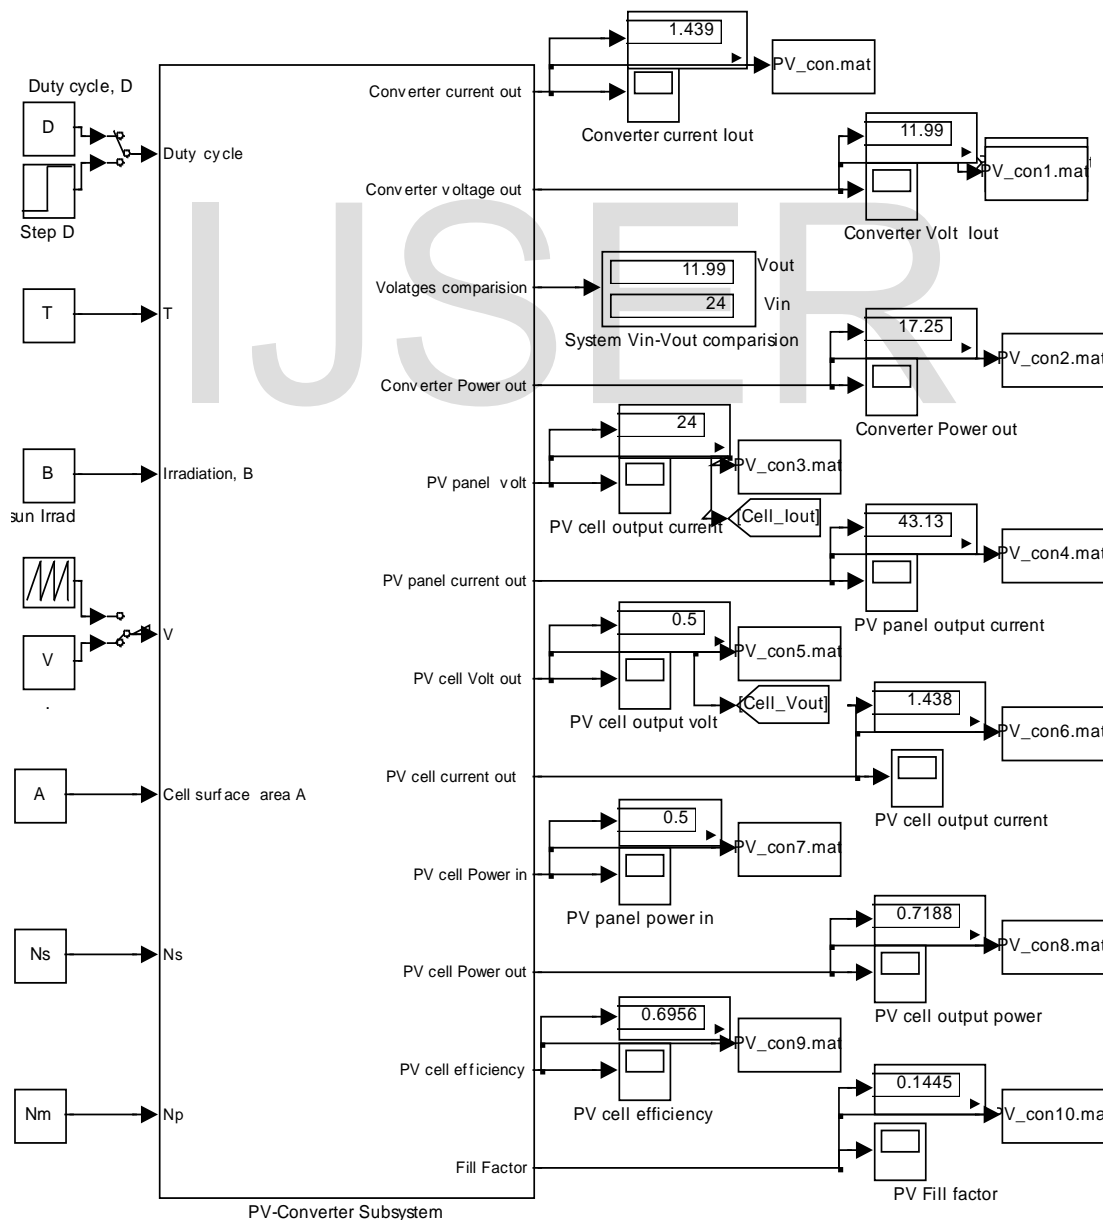 1.439
PV_con.mat
Duty cycle, D
Converter current out
D
Converter current Iout
11.99
Duty cycle
PV_con1.mat
Converter voltage out
Step D
Converter Volt Iout
IJSER
11.99
Vout
Volatges comparision
24
Vin
T
T
17.25
System Vin-Vout comparision
PV_con2.mat
Converter Power out
24
Converter Power out
B
Irradiation, B
PV_con3.mat
PV panel volt
sun Irrad
PV cell output current
[Cell_Iout]
43.13
PV_con4.mat
PV panel current out
0.5
PV panel output current
V
V
PV_con5.mat
PV cell Volt out
.
PV cell output volt
[Cell_Vout]
1.438
PV_con6.mat
PV cell current out
A
Cell surface area A
0.5
PV cell output current
PV_con7.mat
PV cell Power in
PV panel power in
0.7188
Ns
Ns
PV_con8.mat
PV cell Power out
0.6956
PV cell output power
PV_con9.mat
PV cell efficiency
0.1445
Nm
Np
PV cell efficiency
PV_con10.ma
Fill Factor
PV Fill factor
PV-Converter Subsystem